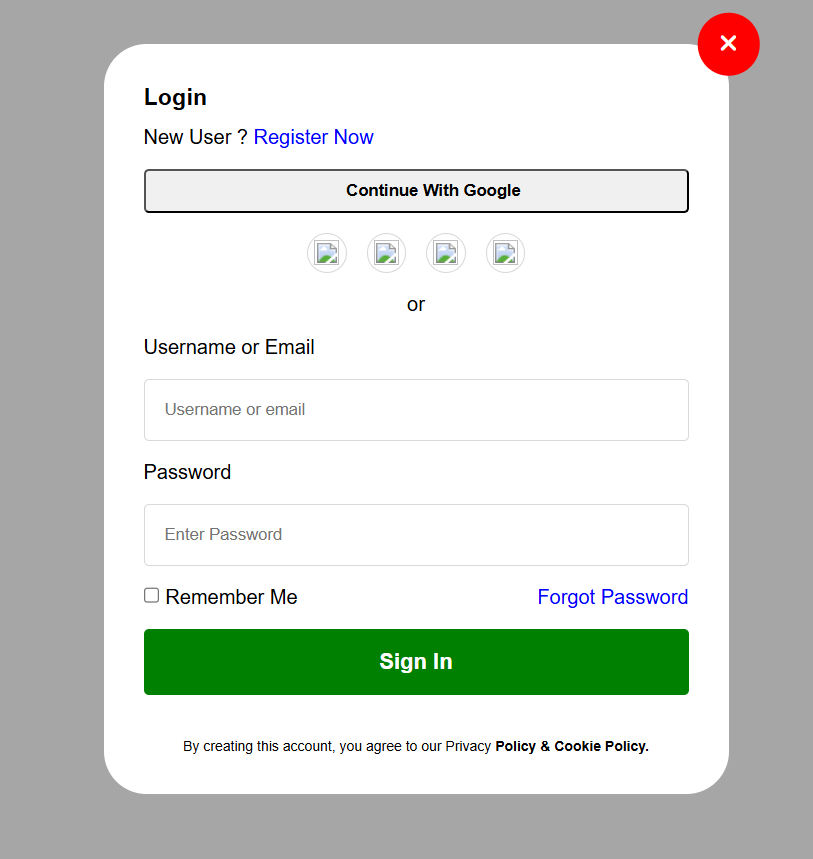 Login
New User ? Register Now
Continue With Google
or
Username or Email
Username or email
Password
Enter Password
Remember Me Forgot Password
Sign In
By creating this account, you agree to our Privacy Policy & Cookie Policy.